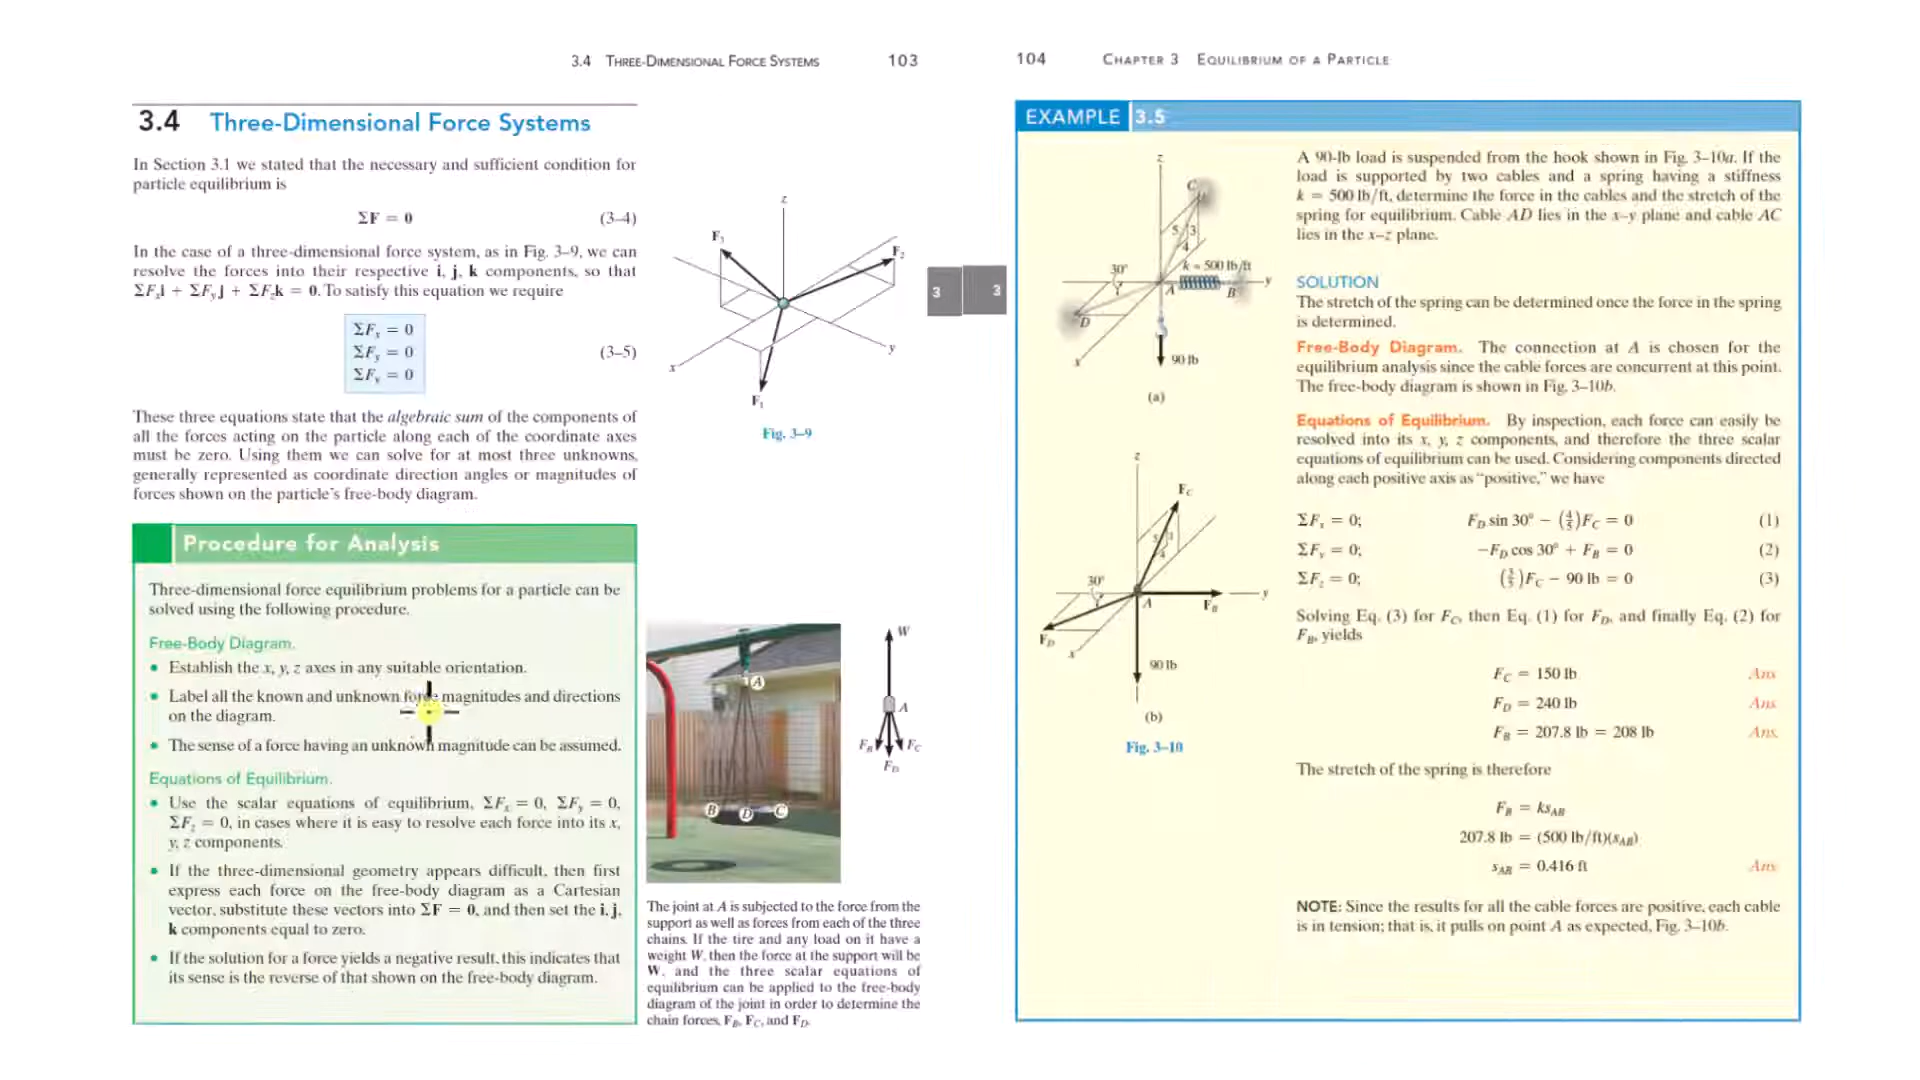 3.4 THREE-DIMENSIONAL FORCE SYSTEMS 103
3.4 Three-Dimensional Force Systems
In Section 3.1 we stated that the necessary and sufficient condition for
particle equilibrium is
ΣF = 0 (3–4)
In the case of a three-dimensional force system, as in Fig. 3–9, we can
resolve the forces into their respective i, j, k components, so that
ΣFxi + ΣFyj + ΣFzk = 0. To satisfy this equation we require
ΣFx = 0
ΣFy = 0 (3–5)
ΣFz = 0
These three equations state that the algebraic sum of the components of
all the forces acting on the particle along each of the coordinate axes
must be zero. Using them we can solve for at most three unknowns,
generally represented as coordinate direction angles or magnitudes of
forces shown on the particle's free-body diagram.
z
F3
F2
y
x
F1
Fig. 3–9
3
Procedure for Analysis
Three-dimensional force equilibrium problems for a particle can be
solved using the following procedure.
Free-Body Diagram.
• Establish the x, y, z axes in any suitable orientation.
• Label all the known and unknown force magnitudes and directions
on the diagram.
• The sense of a force having an unknown magnitude can be assumed.
Equations of Equilibrium.
• Use the scalar equations of equilibrium, ΣFx = 0, ΣFy = 0,
ΣFz = 0, in cases where it is easy to resolve each force into its x,
y, z components.
• If the three-dimensional geometry appears difficult, then first
express each force on the free-body diagram as a Cartesian
vector, substitute these vectors into ΣF = 0, and then set the i, j,
k components equal to zero.
• If the solution for a force yields a negative result, this indicates that
its sense is the reverse of that shown on the free-body diagram.
A
B
D
C
W
A
FB
FC
FD
The joint at A is subjected to the force from the
support as well as forces from each of the three
chains. If the tire and any load on it have a
weight W, then the force at the support will be
W, and the three scalar equations of
equilibrium can be applied to the free-body
diagram of the joint in order to determine the
chain forces, FB, FC, and FD.
3
104 CHAPTER 3 EQUILIBRIUM OF A PARTICLE
EXAMPLE 3.5
z
C
5
3
4
30°
k = 500 lb/ft
y
A
B
D
x
90 lb
(a)
z
FC
5
3
4
30°
y
A
FB
FD
x
90 lb
(b)
Fig. 3–10
A 90-lb load is suspended from the hook shown in Fig. 3–10a. If the
load is supported by two cables and a spring having a stiffness
k = 500 lb/ft, determine the force in the cables and the stretch of the
spring for equilibrium. Cable AD lies in the x–y plane and cable AC
lies in the x–z plane.
SOLUTION
The stretch of the spring can be determined once the force in the spring
is determined.
Free-Body Diagram. The connection at A is chosen for the
equilibrium analysis since the cable forces are concurrent at this point.
The free-body diagram is shown in Fig. 3–10b.
Equations of Equilibrium. By inspection, each force can easily be
resolved into its x, y, z components, and therefore the three scalar
equations of equilibrium can be used. Considering components directed
along each positive axis as "positive," we have
ΣFx = 0; FD sin 30° − (4/5)FC = 0 (1)
ΣFy = 0; −FD cos 30° + FB = 0 (2)
ΣFz = 0; (3/5)FC − 90 lb = 0 (3)
Solving Eq. (3) for FC, then Eq. (1) for FD, and finally Eq. (2) for
FB, yields
FC = 150 lb Ans.
FD = 240 lb Ans.
FB = 207.8 lb = 208 lb Ans.
The stretch of the spring is therefore
FB = ksAB
207.8 lb = (500 lb/ft)(sAB)
sAB = 0.416 ft Ans.
NOTE: Since the results for all the cable forces are positive, each cable
is in tension; that is, it pulls on point A as expected, Fig. 3–10b.